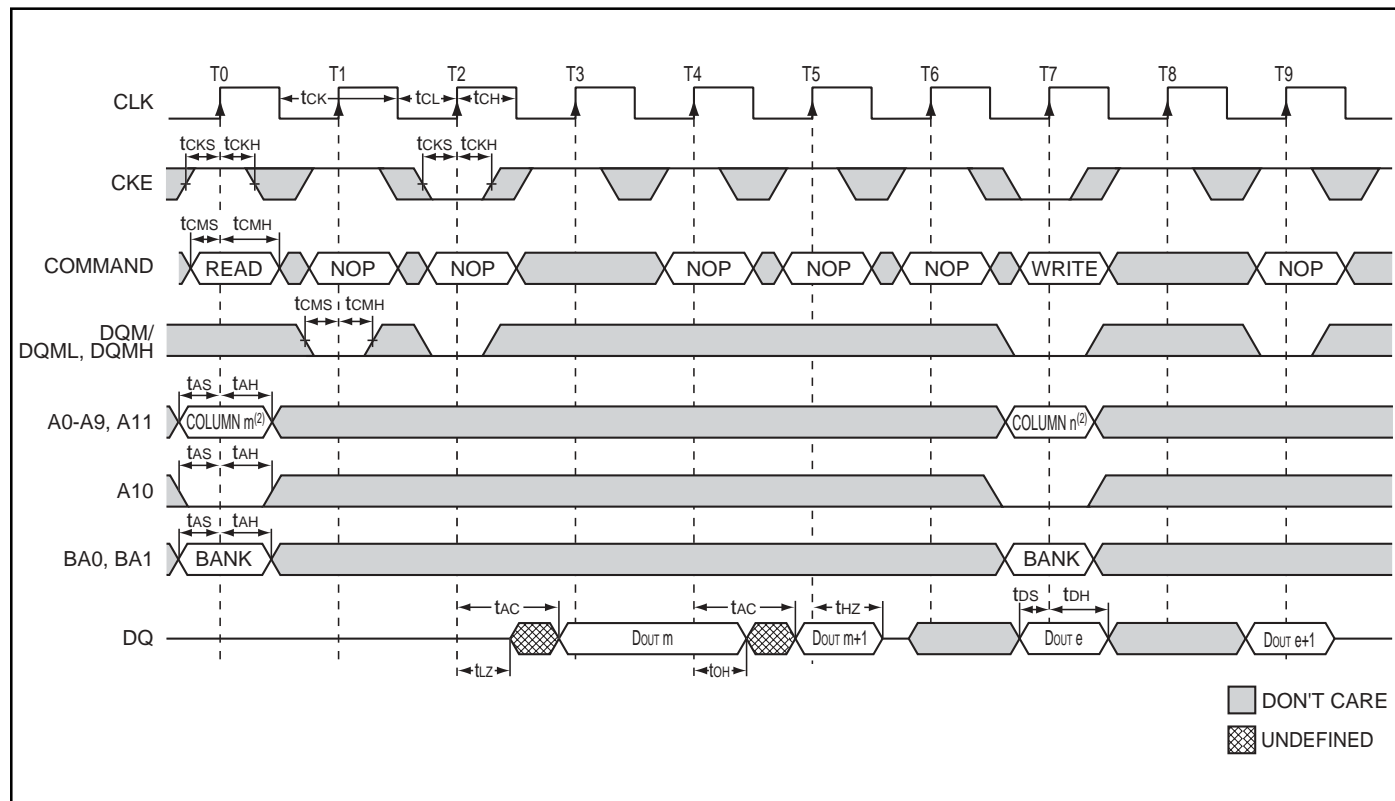 T0 T1 T2 T3 T4 T5 T6 T7 T8 T9
CLK tCK tCL tCH
tCKS tCKH tCKS tCKH
CKE
tCMS tCMH
COMMAND READ NOP NOP NOP NOP NOP WRITE NOP
tCMS tCMH
DQM/
DQML, DQMH
tAS tAH
A0-A9, A11 COLUMN m(2) COLUMN n(2)
tAS tAH
A10
tAS tAH
BA0, BA1 BANK BANK
tAC tAC tHZ tDS tDH
DQ DOUT m DOUT m+1 DOUT e DOUT e+1
tLZ tOH
DON'T CARE
UNDEFINED